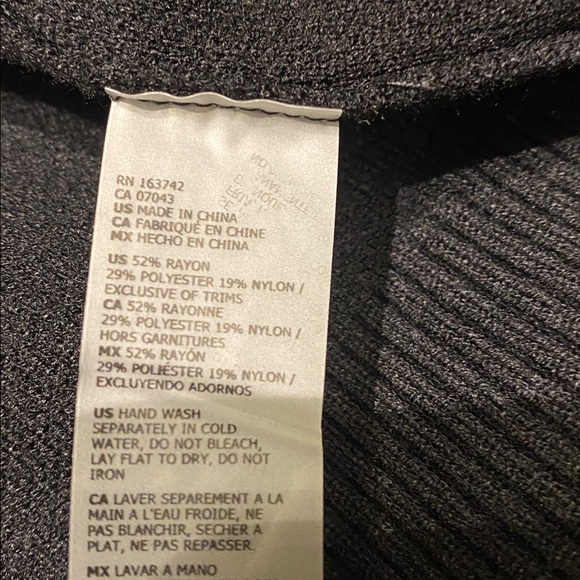 RN 163742
CA 07043
US MADE IN CHINA
CA FABRIQUÉ EN CHINE
MX HECHO EN CHINA
US 52% RAYON
29% POLYESTER 19% NYLON /
EXCLUSIVE OF TRIMS
CA 52% RAYONNE
29% POLYESTER 19% NYLON /
HORS GARNITURES
MX 52% RAYÓN
29% POLIÉSTER 19% NYLON /
EXCLUYENDO ADORNOS
US HAND WASH
SEPARATELY IN COLD
WATER, DO NOT BLEACH,
LAY FLAT TO DRY, DO NOT
IRON
CA LAVER SEPAREMENT A LA
MAIN A L'EAU FROIDE, NE
PAS BLANCHIR, SECHER A
PLAT, NE PAS REPASSER.
MX LAVAR A MANO